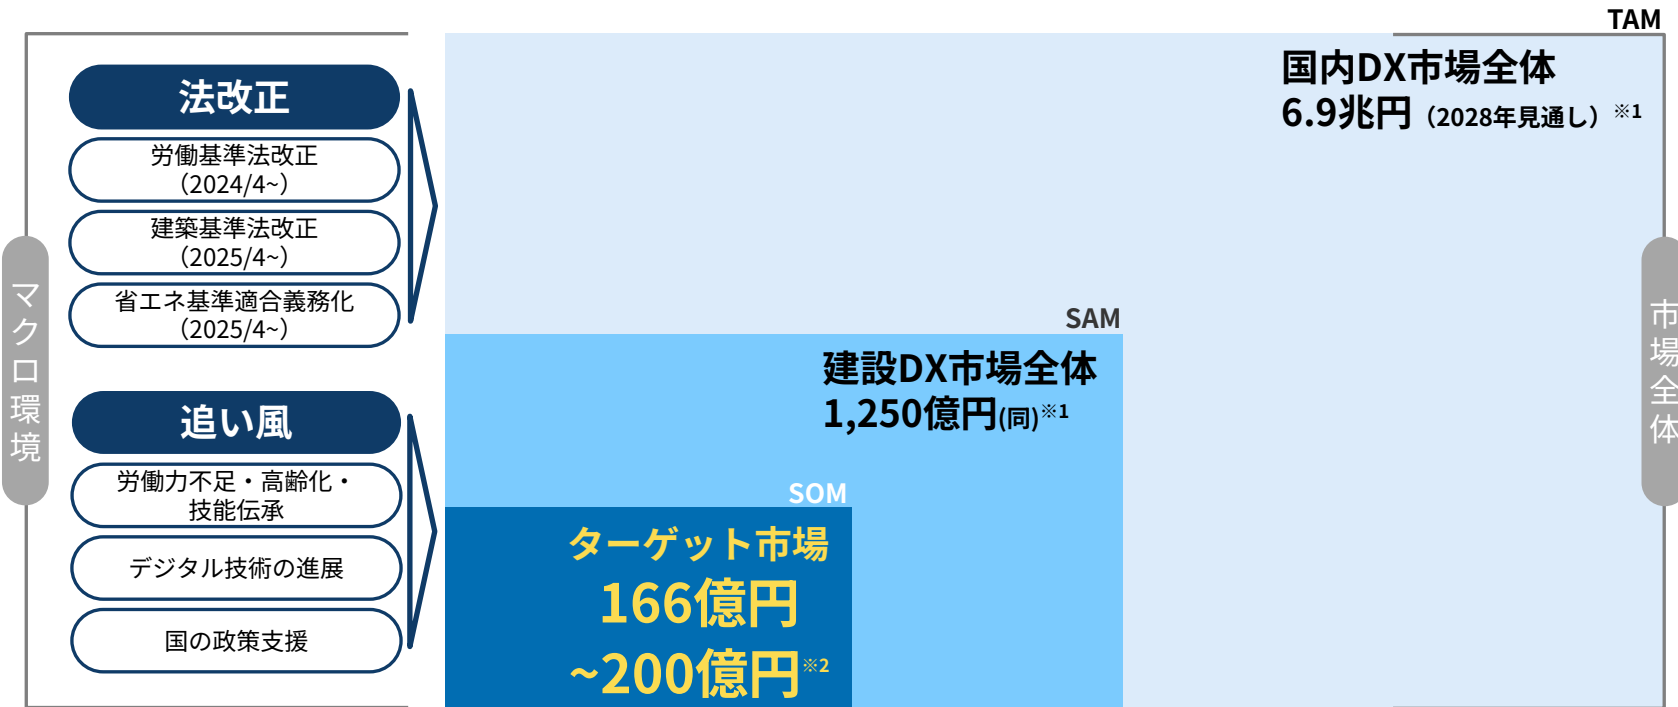 マクロ環境
法改正
労働基準法改正
（2024/4~）
建築基準法改正
（2025/4~）
省エネ基準適合義務化
（2025/4~）
追い風
労働力不足・高齢化・
技能伝承
デジタル技術の進展
国の政策支援
TAM
国内DX市場全体
6.9兆円（2028年見通し）※1
SAM
建設DX市場全体
1,250億円(同)※1
SOM
ターゲット市場
166億円
~200億円※2
市場全体